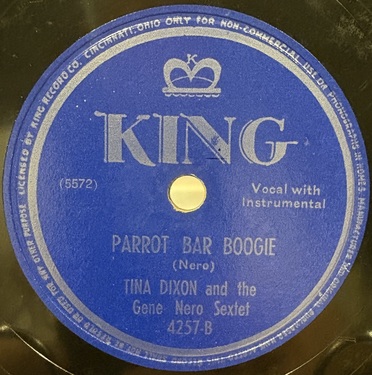 LICENSED BY KING RECORD CO. CINCINNATI, OHIO ONLY FOR NON-COMMERCIAL USE ON PHONOGRAPHS IN HOMES.
K
KING
(5572)
Vocal with
Instrumental
PARROT BAR BOOGIE
(Nero)
TINA DIXON and the
Gene Nero Sextet
4257-B